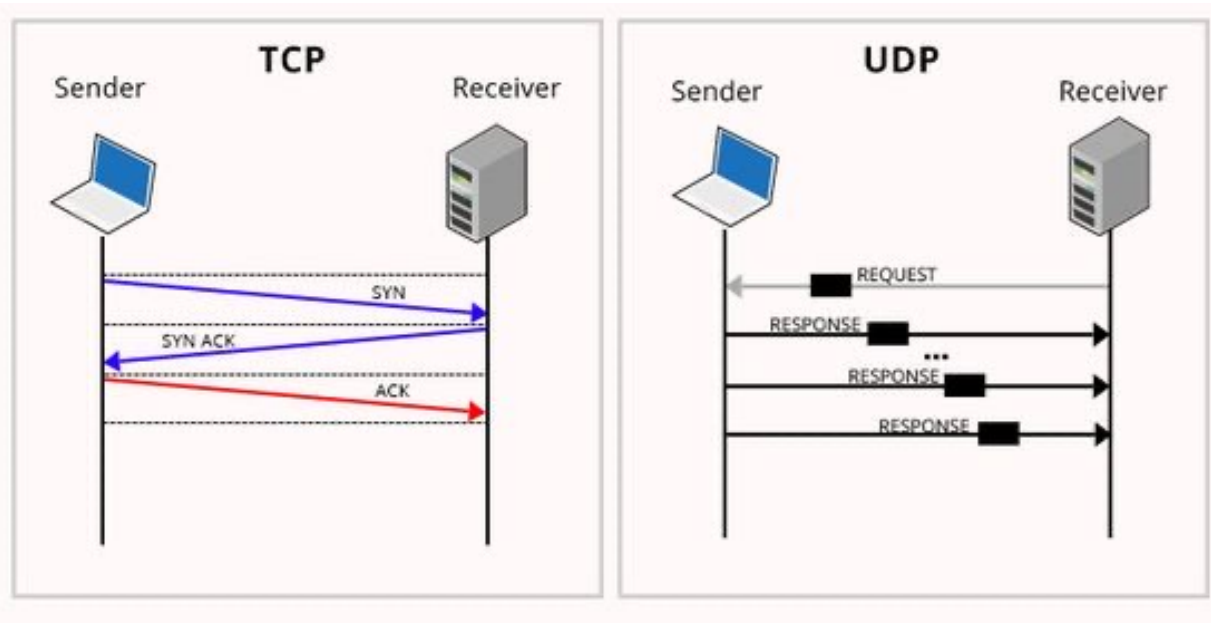 TCP
Sender
Receiver
SYN
SYN ACK
ACK
UDP
Sender
Receiver
REQUEST
RESPONSE
...
RESPONSE
RESPONSE